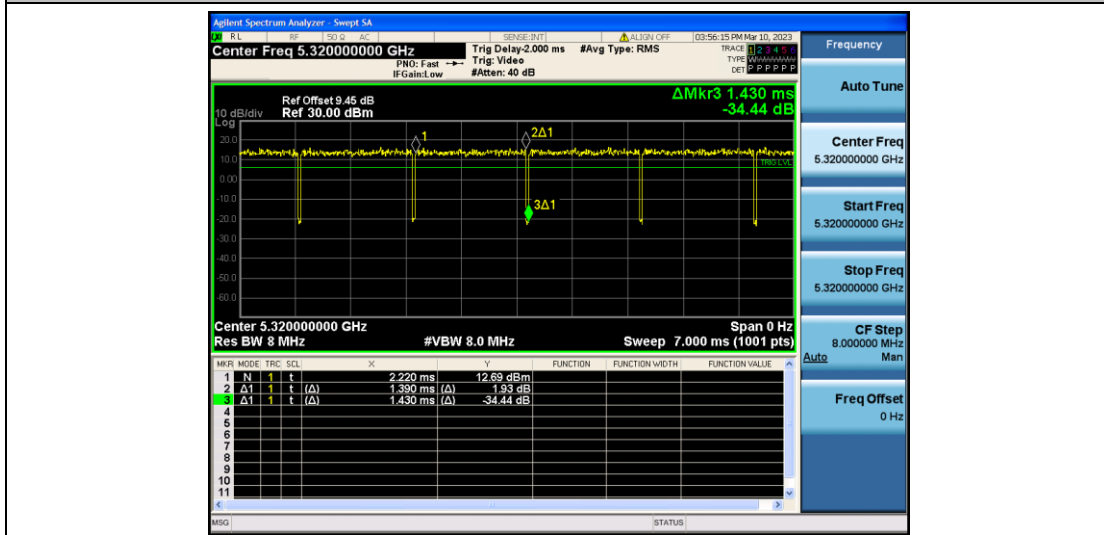 Agilent Spectrum Analyzer - Swept SA
RL RF 50 Ω AC SENSE:INT ALIGN OFF 03:56:15 PM Mar 10, 2023
Center Freq 5.320000000 GHz
PNO: Fast
IFGain:Low
Trig Delay-2.000 ms
Trig: Video
#Atten: 40 dB
#Avg Type: RMS
TRACE 1 2 3 4 5 6
TYPE
DET P P P P P P
ΔMkr3 1.430 ms
-34.44 dB
Ref Offset 9.45 dB
10 dB/div Ref 30.00 dBm
Log
20.0
10.0
0.00
-10.0
-20.0
-30.0
-40.0
-50.0
-60.0
1
2Δ1
3Δ1
TRIG LVL
Center 5.320000000 GHz Span 0 Hz
Res BW 8 MHz #VBW 8.0 MHz Sweep 7.000 ms (1001 pts)
MKR MODE TRC SCL X Y FUNCTION FUNCTION WIDTH FUNCTION VALUE
1 N 1 t 2.220 ms 12.69 dBm
2 Δ1 1 t (Δ) 1.390 ms (Δ) 1.93 dB
3 Δ1 1 t (Δ) 1.430 ms (Δ) -34.44 dB
4
5
6
7
8
9
10
11
MSG STATUS
Frequency
Auto Tune
Center Freq
5.320000000 GHz
Start Freq
5.320000000 GHz
Stop Freq
5.320000000 GHz
CF Step
8.000000 MHz
Auto Man
Freq Offset
0 Hz